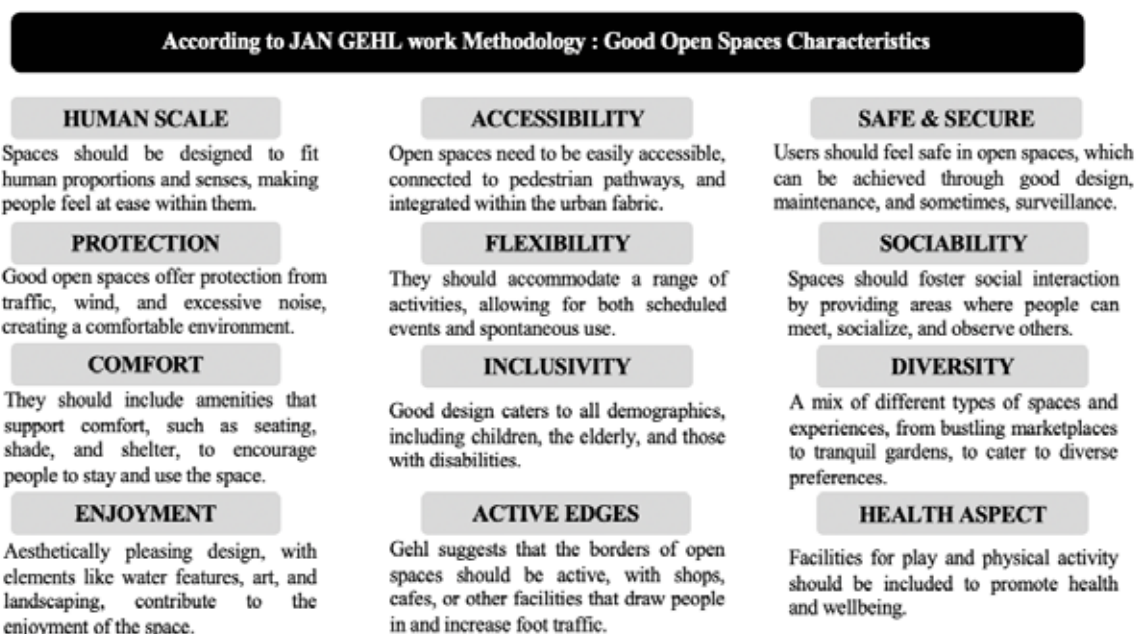 According to JAN GEHL work Methodology : Good Open Spaces Characteristics
HUMAN SCALE
Spaces should be designed to fit
human proportions and senses, making
people feel at ease within them.
ACCESSIBILITY
Open spaces need to be easily accessible,
connected to pedestrian pathways, and
integrated within the urban fabric.
SAFE & SECURE
Users should feel safe in open spaces, which
can be achieved through good design,
maintenance, and sometimes, surveillance.
PROTECTION
Good open spaces offer protection from
traffic, wind, and excessive noise,
creating a comfortable environment.
FLEXIBILITY
They should accommodate a range of
activities, allowing for both scheduled
events and spontaneous use.
SOCIABILITY
Spaces should foster social interaction
by providing areas where people can
meet, socialize, and observe others.
COMFORT
They should include amenities that
support comfort, such as seating,
shade, and shelter, to encourage
people to stay and use the space.
INCLUSIVITY
Good design caters to all demographics,
including children, the elderly, and those
with disabilities.
DIVERSITY
A mix of different types of spaces and
experiences, from bustling marketplaces
to tranquil gardens, to cater to diverse
preferences.
ENJOYMENT
Aesthetically pleasing design, with
elements like water features, art, and
landscaping, contribute to the
enjoyment of the space.
ACTIVE EDGES
Gehl suggests that the borders of open
spaces should be active, with shops,
cafes, or other facilities that draw people
in and increase foot traffic.
HEALTH ASPECT
Facilities for play and physical activity
should be included to promote health
and wellbeing.